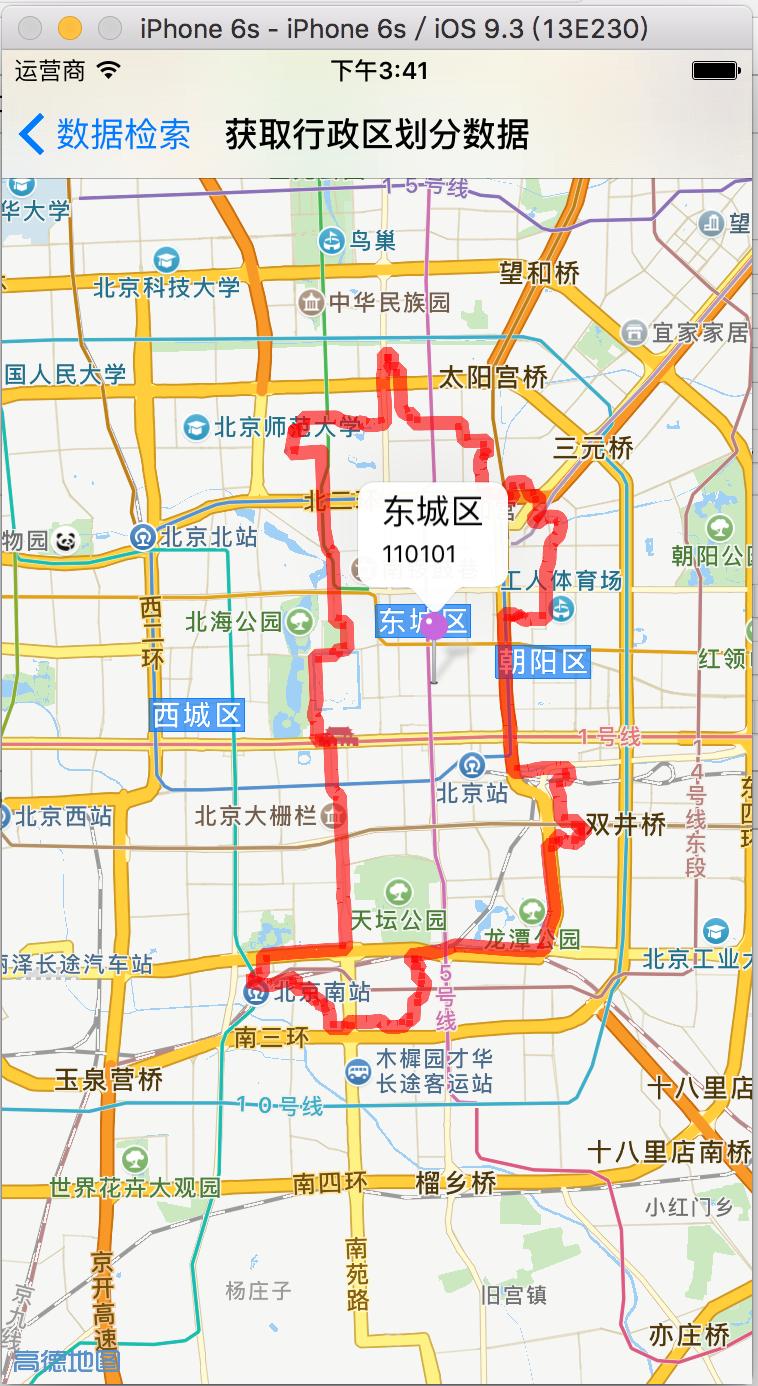 iPhone 6s - iPhone 6s / iOS 9.3 (13E230)
运营商
下午3:41
数据检索
获取行政区划分数据
15号线
华大学
望
鸟巢
北京科技大学
望和桥
中华民族园
宜家家居
国人民大学
太阳宫桥
北京师范大学
三元桥
北二环
东城区
110101
物园
北京北站
朝阳公园
工人体育场
西二环
北海公园
东城区
朝阳区
红领
西城区
1号线
14号线东段
北京站
东四环
北京西站
北京大栅栏
双井桥
天坛公园
龙潭公园
丽泽长途汽车站
北京工业大
5号线
北京南站
南三环
木樨园才华
长途客运站
玉泉营桥
十八里店
10号线
十八里店南桥
世界花卉大观园
南四环
榴乡桥
小红门乡
南苑路
京开高速
杨庄子
旧宫镇
京九线
亦庄桥
高德地图